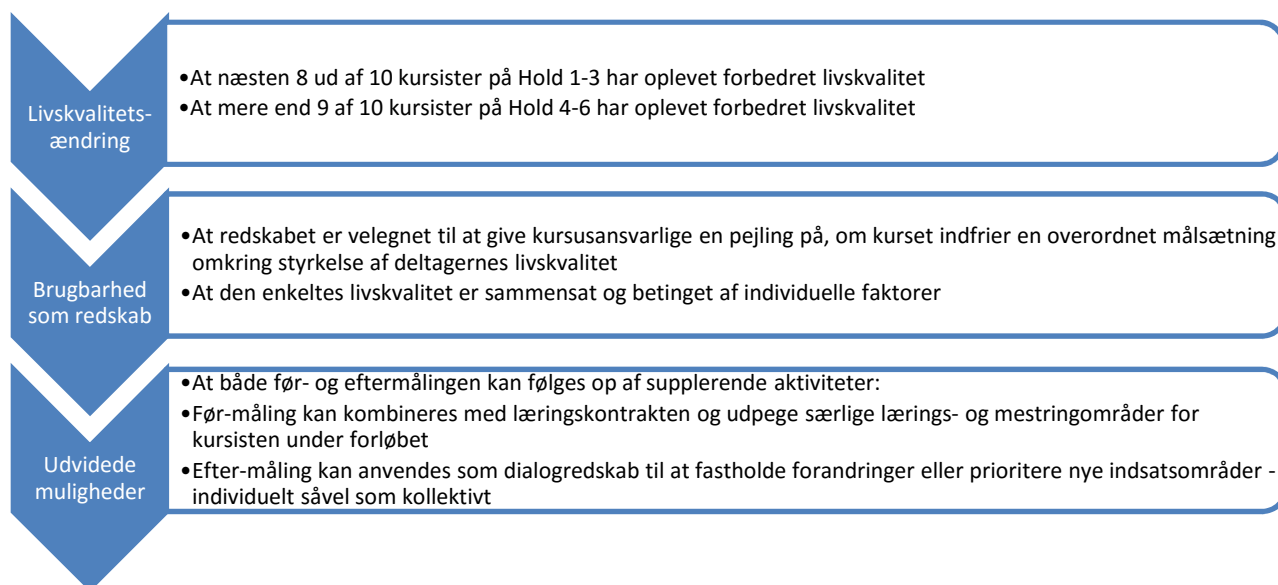 Livskvalitets-
ændring
•At næsten 8 ud af 10 kursister på Hold 1-3 har oplevet forbedret livskvalitet
•At mere end 9 af 10 kursister på Hold 4-6 har oplevet forbedret livskvalitet
Brugbarhed
som redskab
•At redskabet er velegnet til at give kursusansvarlige en pejling på, om kurset indfrier en overordnet målsætning
omkring styrkelse af deltagernes livskvalitet
•At den enkeltes livskvalitet er sammensat og betinget af individuelle faktorer
Udvidede
muligheder
•At både før- og eftermålingen kan følges op af supplerende aktiviteter:
•Før-måling kan kombineres med læringskontrakten og udpege særlige lærings- og mestringområder for
kursisten under forløbet
•Efter-måling kan anvendes som dialogredskab til at fastholde forandringer eller prioritere nye indsatsområder -
individuelt såvel som kollektivt